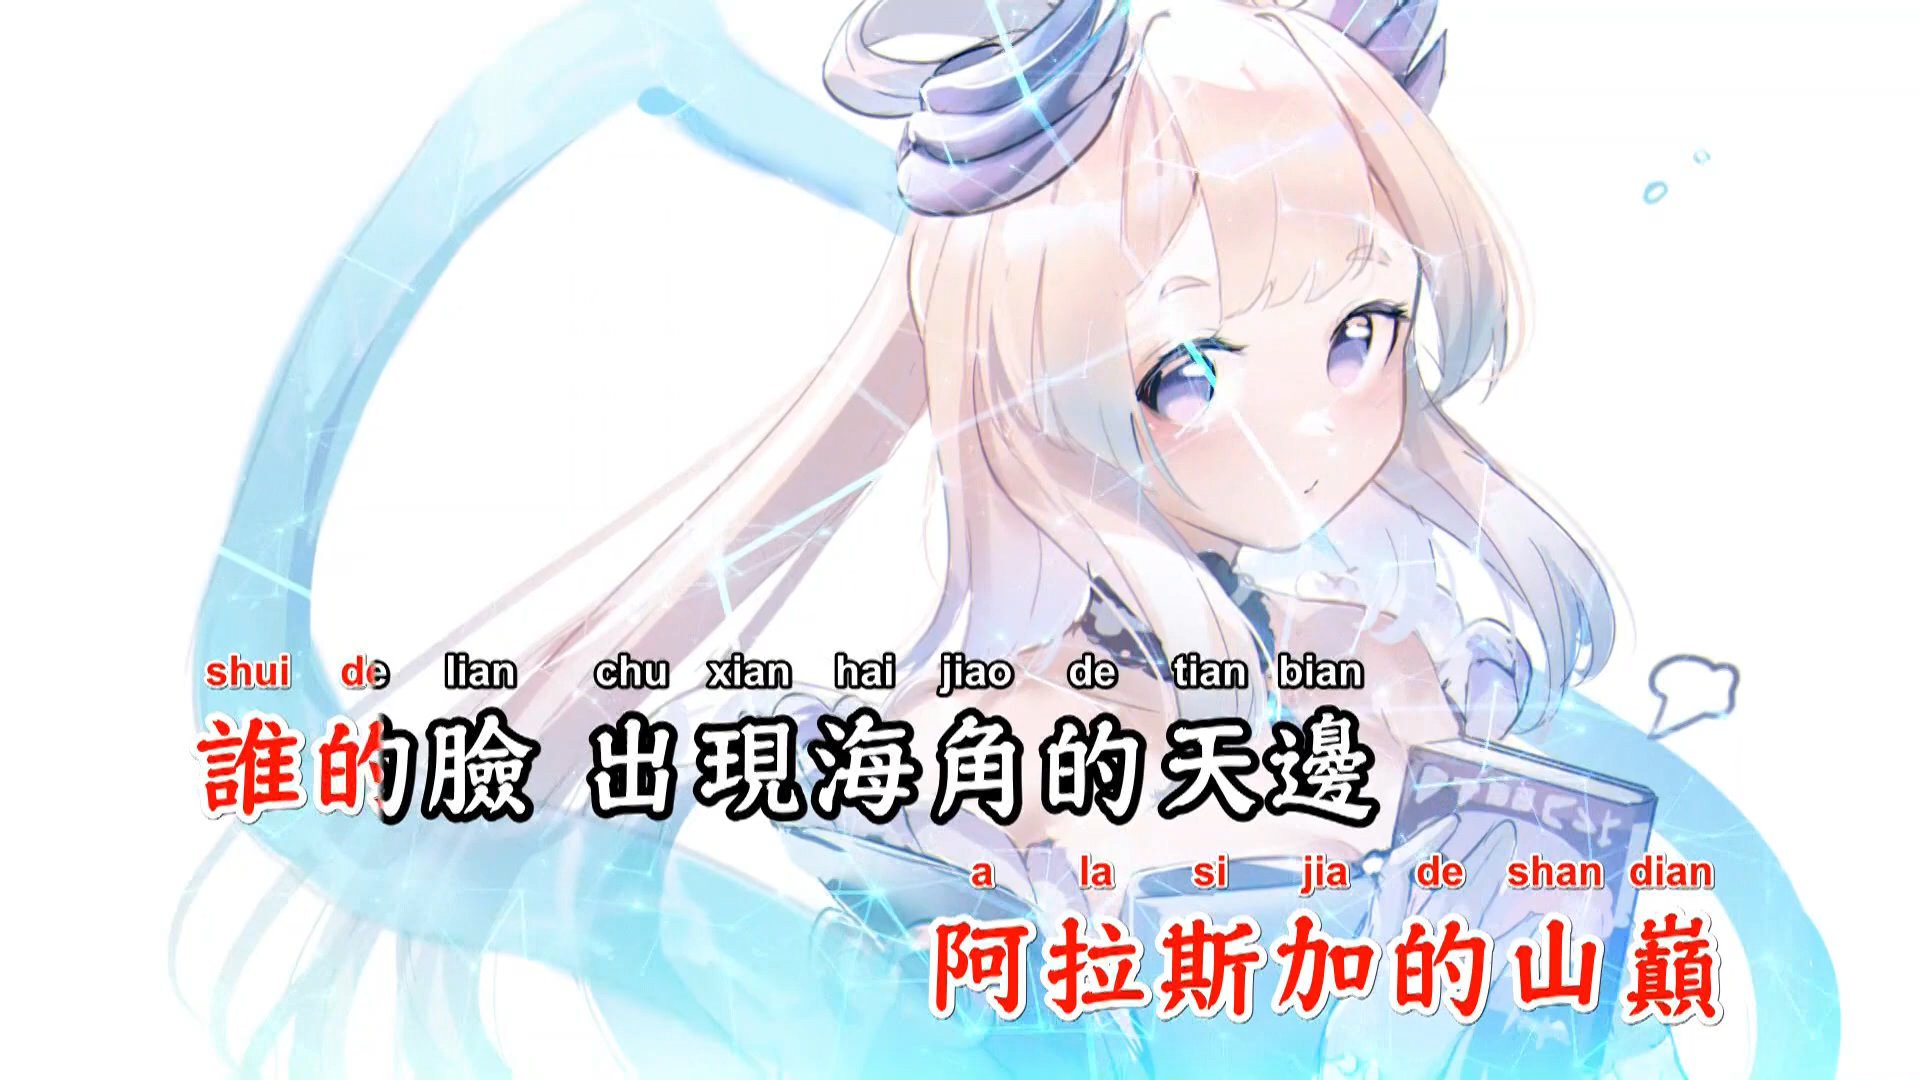 shui de lian chu xian hai jiao de tian bian
誰的臉 出現海角的天邊
a la si jia de shan dian
阿拉斯加的山巔